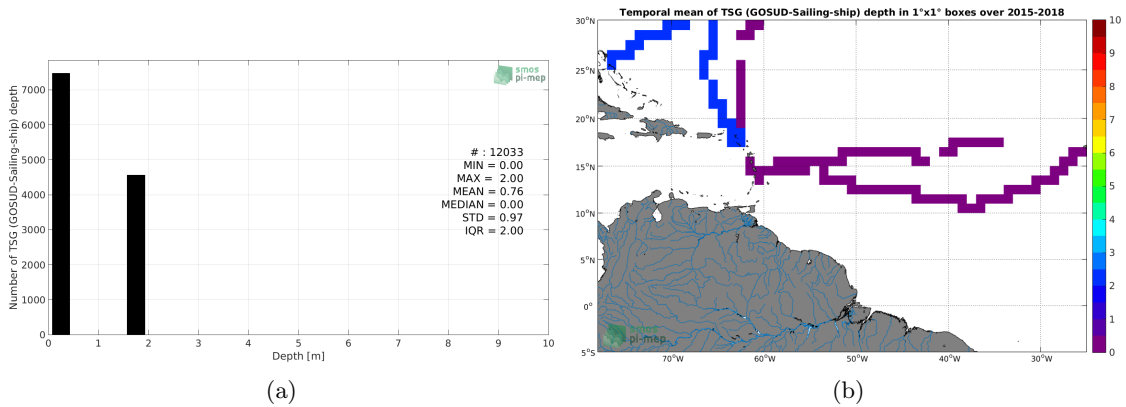 smos
pi-mep
Number of TSG (GOSUD-Sailing-ship) depth
7000
6000
5000
4000
3000
2000
1000
0
# : 12033
MIN = 0.00
MAX = 2.00
MEAN = 0.76
MEDIAN = 0.00
STD = 0.97
IQR = 2.00
0 1 2 3 4 5 6 7 8 9 10
Depth [m]
(a)
Temporal mean of TSG (GOSUD-Sailing-ship) depth in 1°x1° boxes over 2015-2018
30°N
25°N
20°N
15°N
10°N
5°N
0°
5°S
smos
pi-mep
70°W 60°W 50°W 40°W 30°W
10
9
8
7
6
5
4
3
2
1
0
(b)